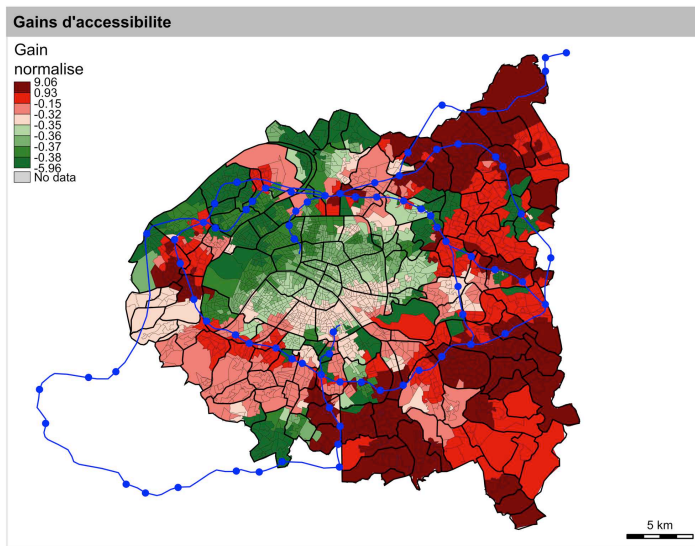 Gains d'accessibilite
Gain
normalise
9.06
0.93
-0.15
-0.32
-0.35
-0.36
-0.37
-0.38
-5.96
No data
5 km